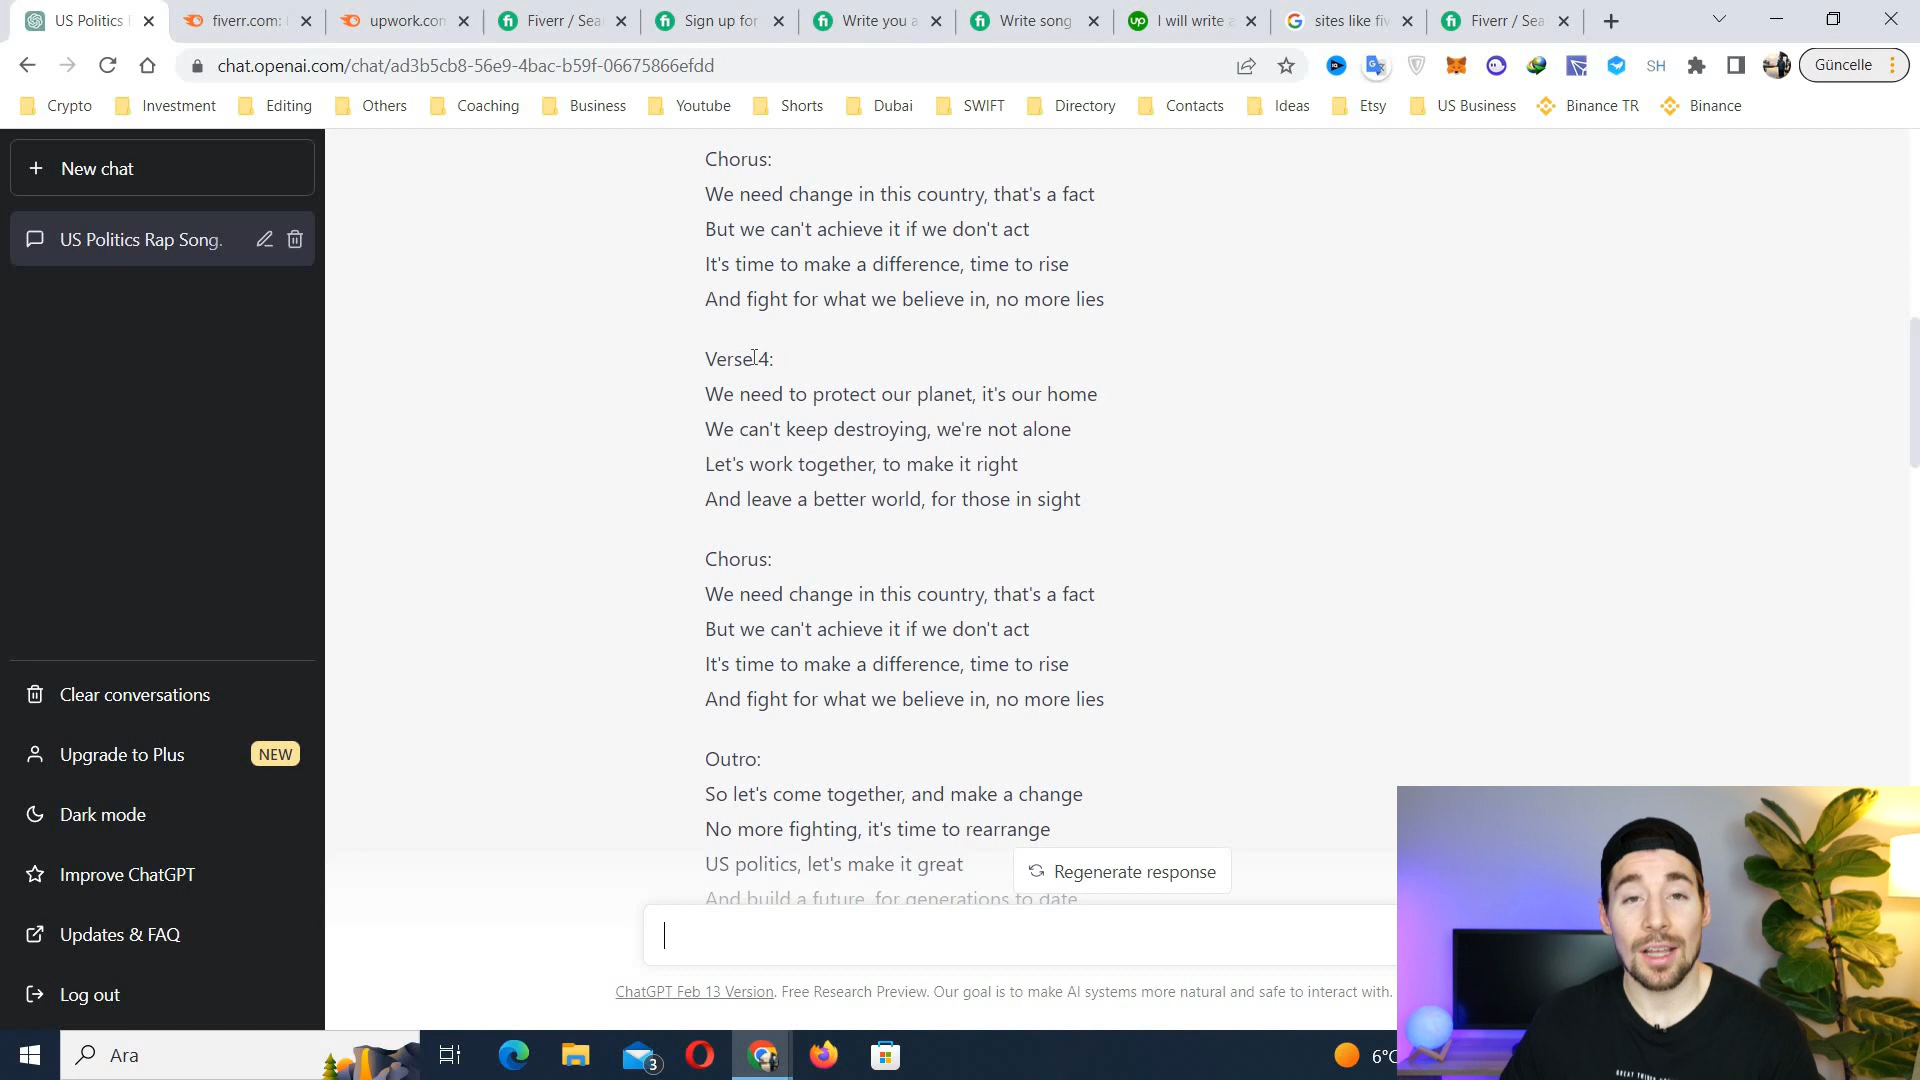 US Politics
fiverr.com:
upwork.con
Fiverr / Sea
Sign up for
Write you a
Write song
I will write a
sites like fiv
Fiverr / Sea
chat.openai.com/chat/ad3b5cb8-56e9-4bac-b59f-06675866efdd
Güncelle
Crypto
Investment
Editing
Others
Coaching
Business
Youtube
Shorts
Dubai
SWIFT
Directory
Contacts
Ideas
Etsy
US Business
Binance TR
Binance
New chat
US Politics Rap Song.
Clear conversations
Upgrade to Plus
NEW
Dark mode
Improve ChatGPT
Updates & FAQ
Log out
Chorus:
We need change in this country, that's a fact
But we can't achieve it if we don't act
It's time to make a difference, time to rise
And fight for what we believe in, no more lies
Verse 4:
We need to protect our planet, it's our home
We can't keep destroying, we're not alone
Let's work together, to make it right
And leave a better world, for those in sight
Chorus:
We need change in this country, that's a fact
But we can't achieve it if we don't act
It's time to make a difference, time to rise
And fight for what we believe in, no more lies
Outro:
So let's come together, and make a change
No more fighting, it's time to rearrange
US politics, let's make it great
And build a future, for generations to date
Regenerate response
ChatGPT Feb 13 Version. Free Research Preview. Our goal is to make AI systems more natural and safe to interact with.
Ara
3
6°C